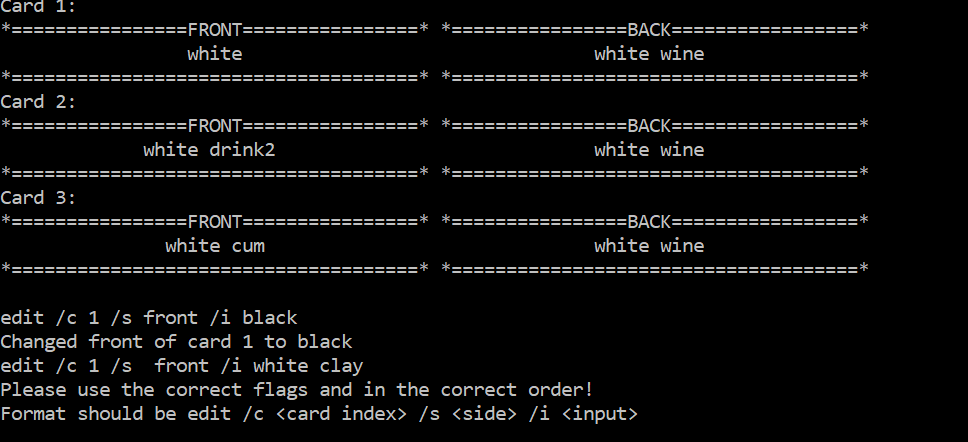 Card 1:
*================FRONT================* *================BACK=================*
white white wine
*=====================================* *=====================================*
Card 2:
*================FRONT================* *================BACK=================*
white drink2 white wine
*=====================================* *=====================================*
Card 3:
*================FRONT================* *================BACK=================*
white cum white wine
*=====================================* *=====================================*
edit /c 1 /s front /i black
Changed front of card 1 to black
edit /c 1 /s  front /i white clay
Please use the correct flags and in the correct order!
Format should be edit /c <card index> /s <side> /i <input>